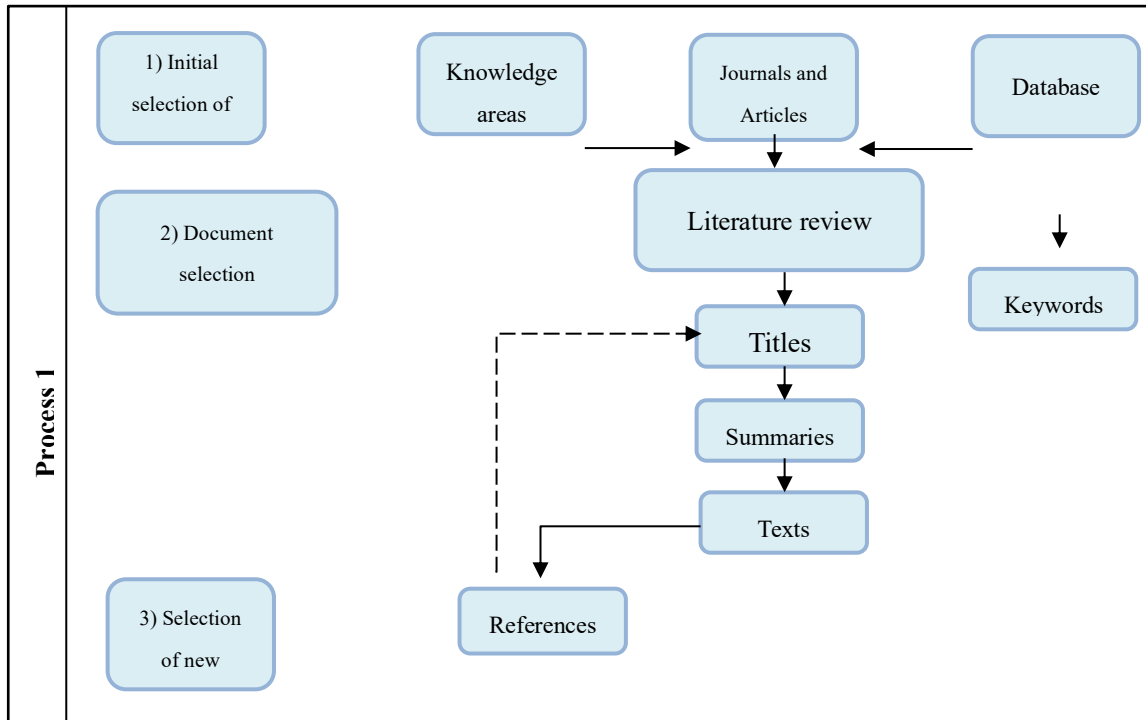 Process 1
1) Initial
selection of
Knowledge
areas
Journals and
Articles
Database
2) Document
selection
Literature review
Keywords
Titles
Summaries
Texts
3) Selection
of new
References